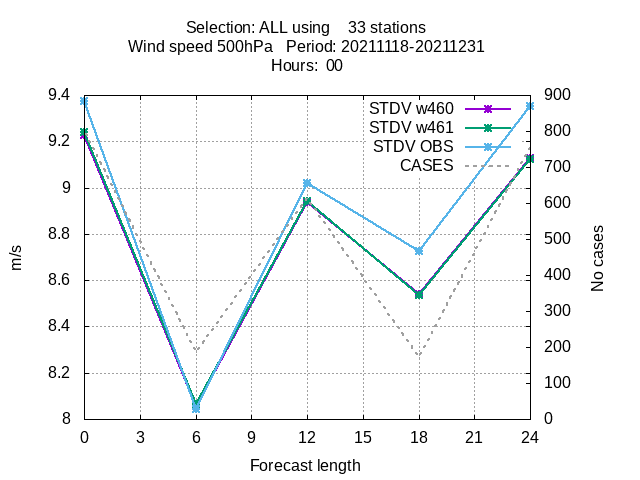 Selection: ALL using 33 stations
Wind speed 500hPa Period: 20211118-20211231
Hours: 00
STDV w460
STDV w461
STDV OBS
CASES
9.4
9.2
9
8.8
8.6
8.4
8.2
8
m/s
900
800
700
600
500
400
300
200
100
0
No cases
0 3 6 9 12 15 18 21 24
Forecast length